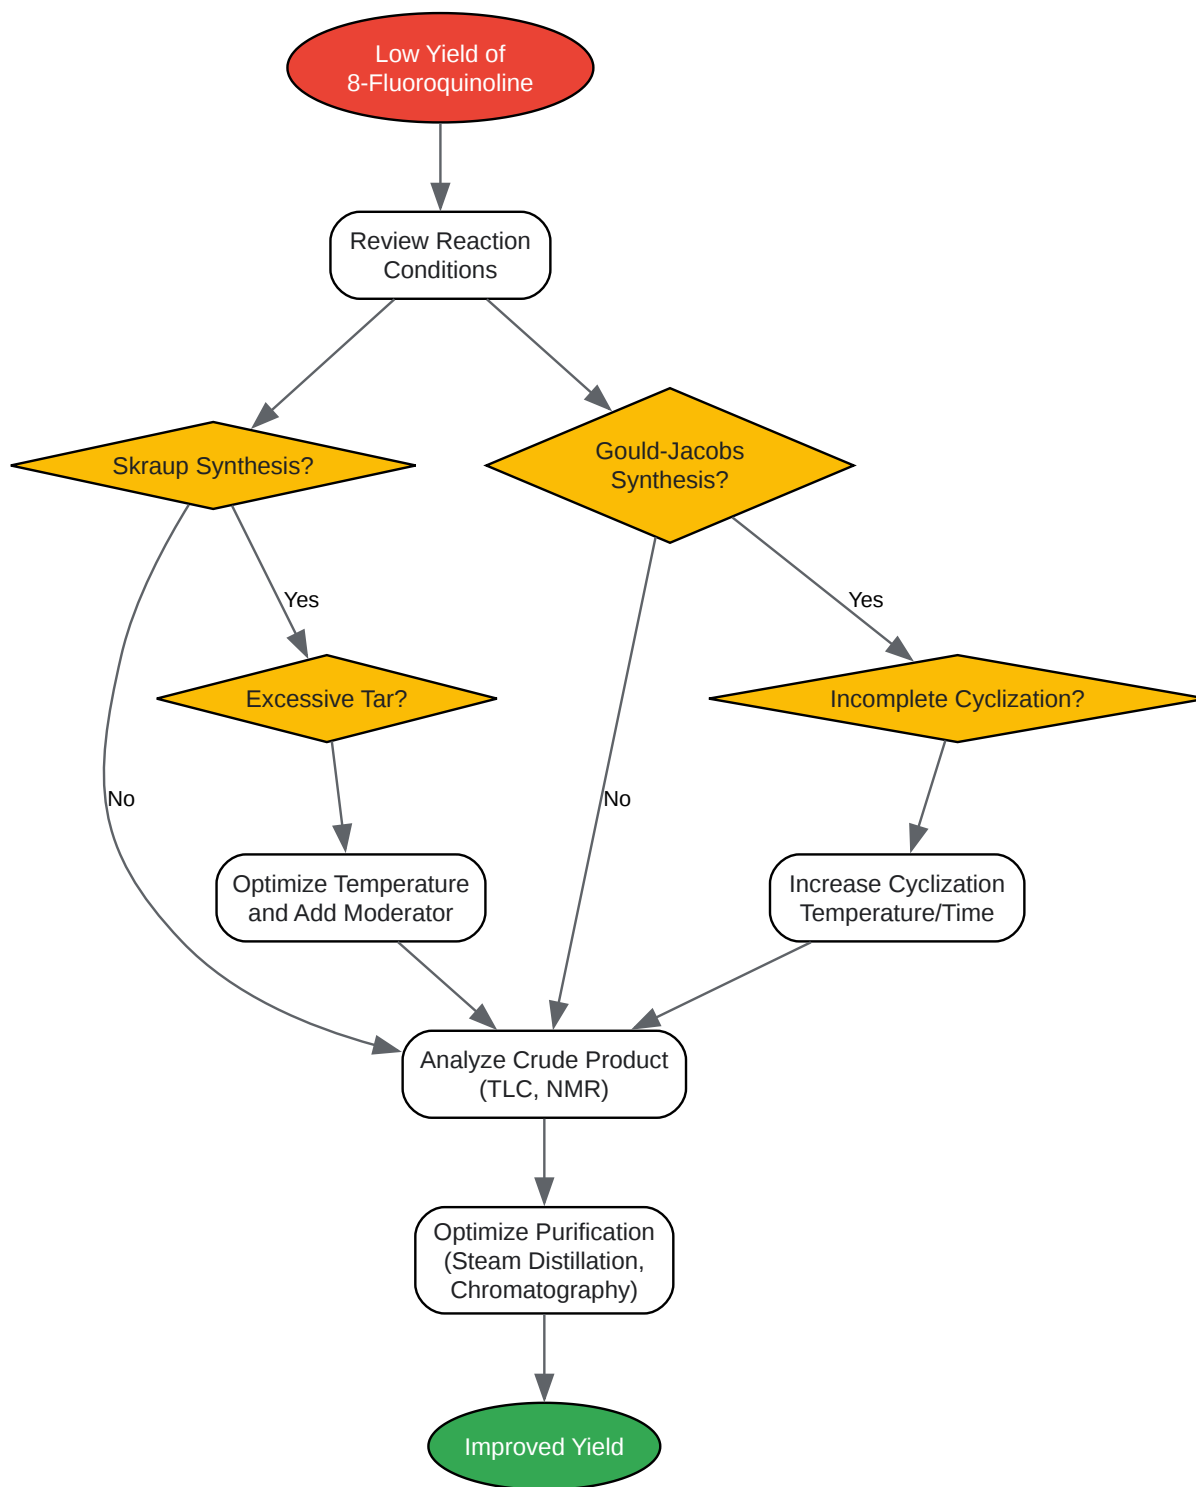 Low Yield of
8-Fluoroquinoline
Review Reaction
Conditions
Skraup Synthesis?
Gould-Jacobs
Synthesis?
Yes
Yes
Excessive Tar?
Incomplete Cyclization?
No
No
Optimize Temperature
and Add Moderator
Increase Cyclization
Temperature/Time
Analyze Crude Product
(TLC, NMR)
Optimize Purification
(Steam Distillation,
Chromatography)
Improved Yield